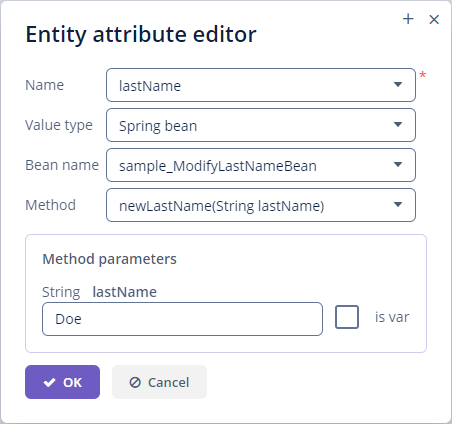 Entity attribute editor
Name lastName *
Value type Spring bean
Bean name sample_ModifyLastNameBean
Method newLastName(String lastName)
Method parameters
String lastName
Doe is var
OK Cancel